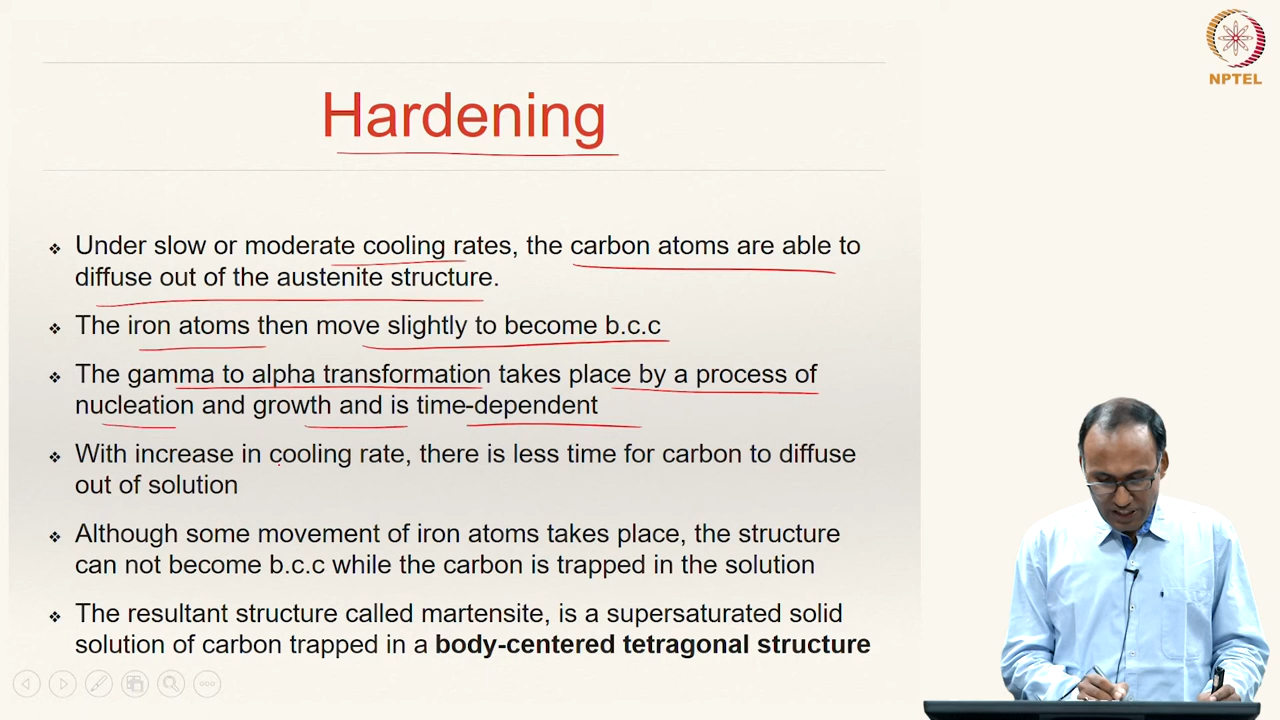 NPTEL
Hardening
❖ Under slow or moderate cooling rates, the carbon atoms are able to
diffuse out of the austenite structure.
❖ The iron atoms then move slightly to become b.c.c
❖ The gamma to alpha transformation takes place by a process of
nucleation and growth and is time-dependent
❖ With increase in cooling rate, there is less time for carbon to diffuse
out of solution
❖ Although some movement of iron atoms takes place, the structure
can not become b.c.c while the carbon is trapped in the solution
❖ The resultant structure called martensite, is a supersaturated solid
solution of carbon trapped in a body-centered tetragonal structure